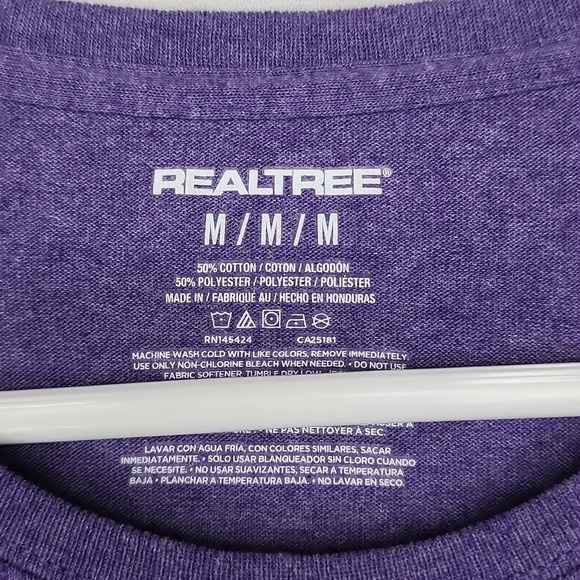 REALTREE®
M / M / M
50% COTTON / COTON / ALGODÓN
50% POLYESTER / POLYESTER / POLIÉSTER
MADE IN / FABRIQUÉ AU / HECHO EN HONDURAS
RN145424 CA25181
MACHINE WASH COLD WITH LIKE COLORS, REMOVE IMMEDIATELY.
USE ONLY NON-CHLORINE BLEACH WHEN NEEDED. • DO NOT USE
FABRIC SOFTENER, TUMBLE DRY LOW
• NE PAS NETTOYER À SEC.
LAVAR CON AGUA FRÍA, CON COLORES SIMILARES, SACAR
INMEDIATAMENTE. • SOLO USAR BLANQUEADOR SIN CLORO CUANDO
SE NECESITE. • NO USAR SUAVIZANTES, SECAR A TEMPERATURA
BAJA • PLANCHAR A TEMPERATURA BAJA. • NO LAVAR EN SECO.